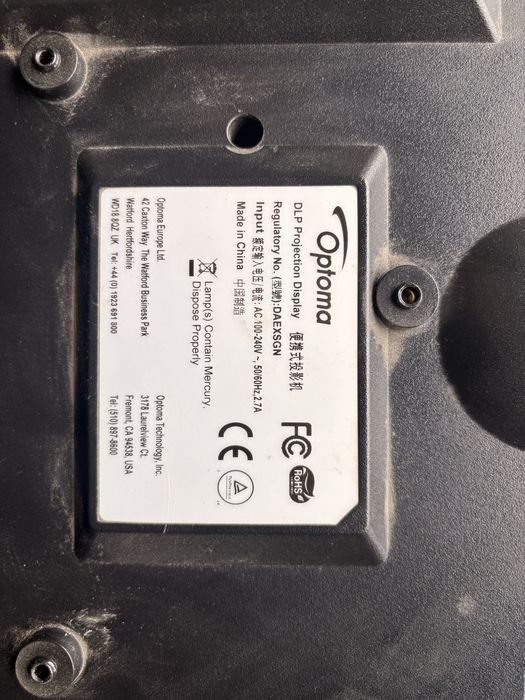 Optoma
DLP Projection Display 便携式投影机
Regulatory No. (型號):DAEXSGN
Input 额定输入电压/电流: AC 100-240V ~, 50/60Hz,2.7A
Made in China 中国制造
FC
RoHS
Lamp(s) Contain Mercury,
Dispose Properly
CE
Optoma Europe Ltd.
42 Caxton Way The Watford Business Park
Watford Hertfordshire
WD18 8QZ UK Tel: +44 (0) 1923 691 800
Optoma Technology, Inc.
3178 Laurelview Ct.
Fremont, CA 94538, USA
Tel: (510) 897-8600